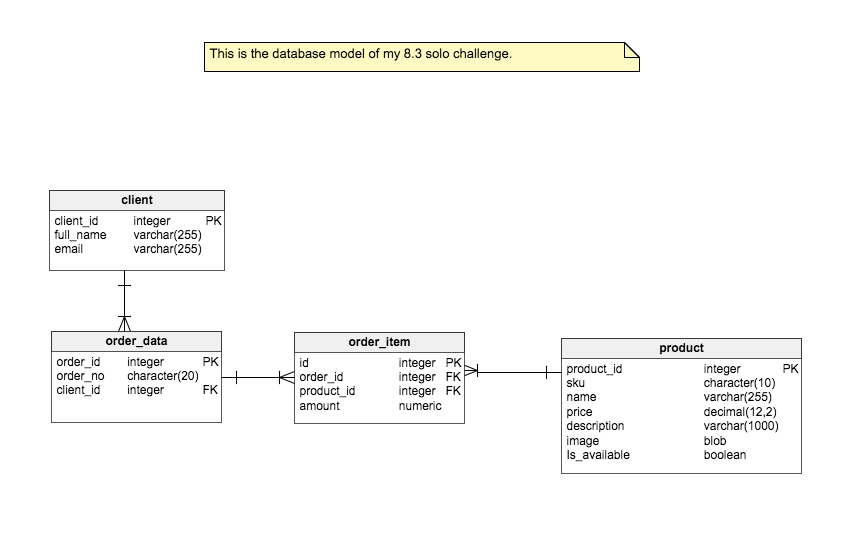 This is the database model of my 8.3 solo challenge.
client
client_id integer PK
full_name varchar(255)
email varchar(255)
order_data
order_id integer PK
order_no character(20)
client_id integer FK
order_item
id integer PK
order_id integer FK
product_id integer FK
amount numeric
product
product_id integer PK
sku character(10)
name varchar(255)
price decimal(12,2)
description varchar(1000)
image blob
Is_available boolean